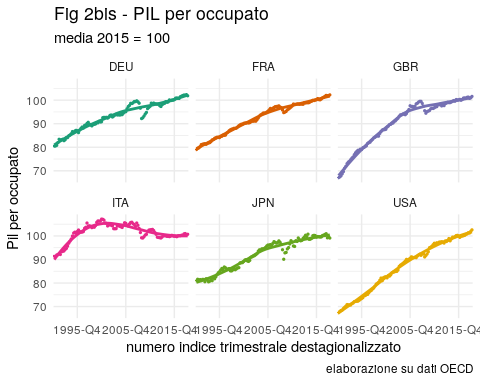 Fig 2bis - PIL per occupato
media 2015 = 100
DEU FRA GBR
100
90
80
70
ITA JPN USA
100
90
80
70
Pil per occupato
1995-Q4 2005-Q4 2015-Q4 1995-Q4 2005-Q4 2015-Q4 1995-Q4 2005-Q4 2015-Q4
numero indice trimestrale destagionalizzato
elaborazione su dati OECD